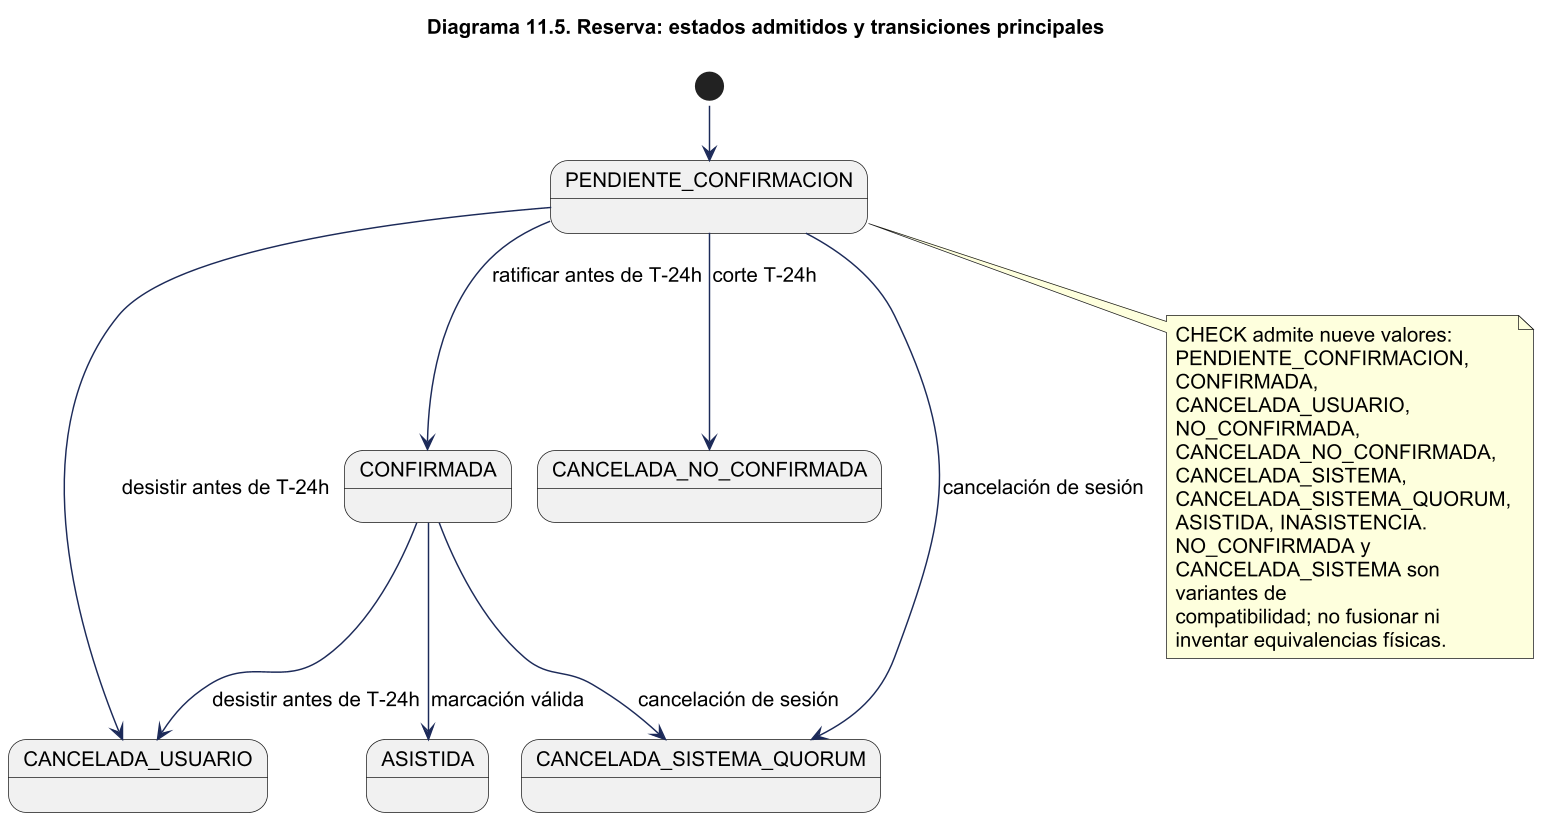 Diagrama 11.5. Reserva: estados admitidos y transiciones principales
PENDIENTE_CONFIRMACION
ratificar antes de T-24h
corte T-24h
CHECK admite nueve valores:
PENDIENTE_CONFIRMACION,
CONFIRMADA,
CANCELADA_USUARIO,
NO_CONFIRMADA,
CANCELADA_NO_CONFIRMADA,
CANCELADA_SISTEMA,
CANCELADA_SISTEMA_QUORUM,
ASISTIDA, INASISTENCIA.
NO_CONFIRMADA y
CANCELADA_SISTEMA son
variantes de
compatibilidad; no fusionar ni
inventar equivalencias físicas.
CONFIRMADA
CANCELADA_NO_CONFIRMADA
desistir antes de T-24h
cancelación de sesión
desistir antes de T-24h
marcación válida
cancelación de sesión
CANCELADA_USUARIO
ASISTIDA
CANCELADA_SISTEMA_QUORUM